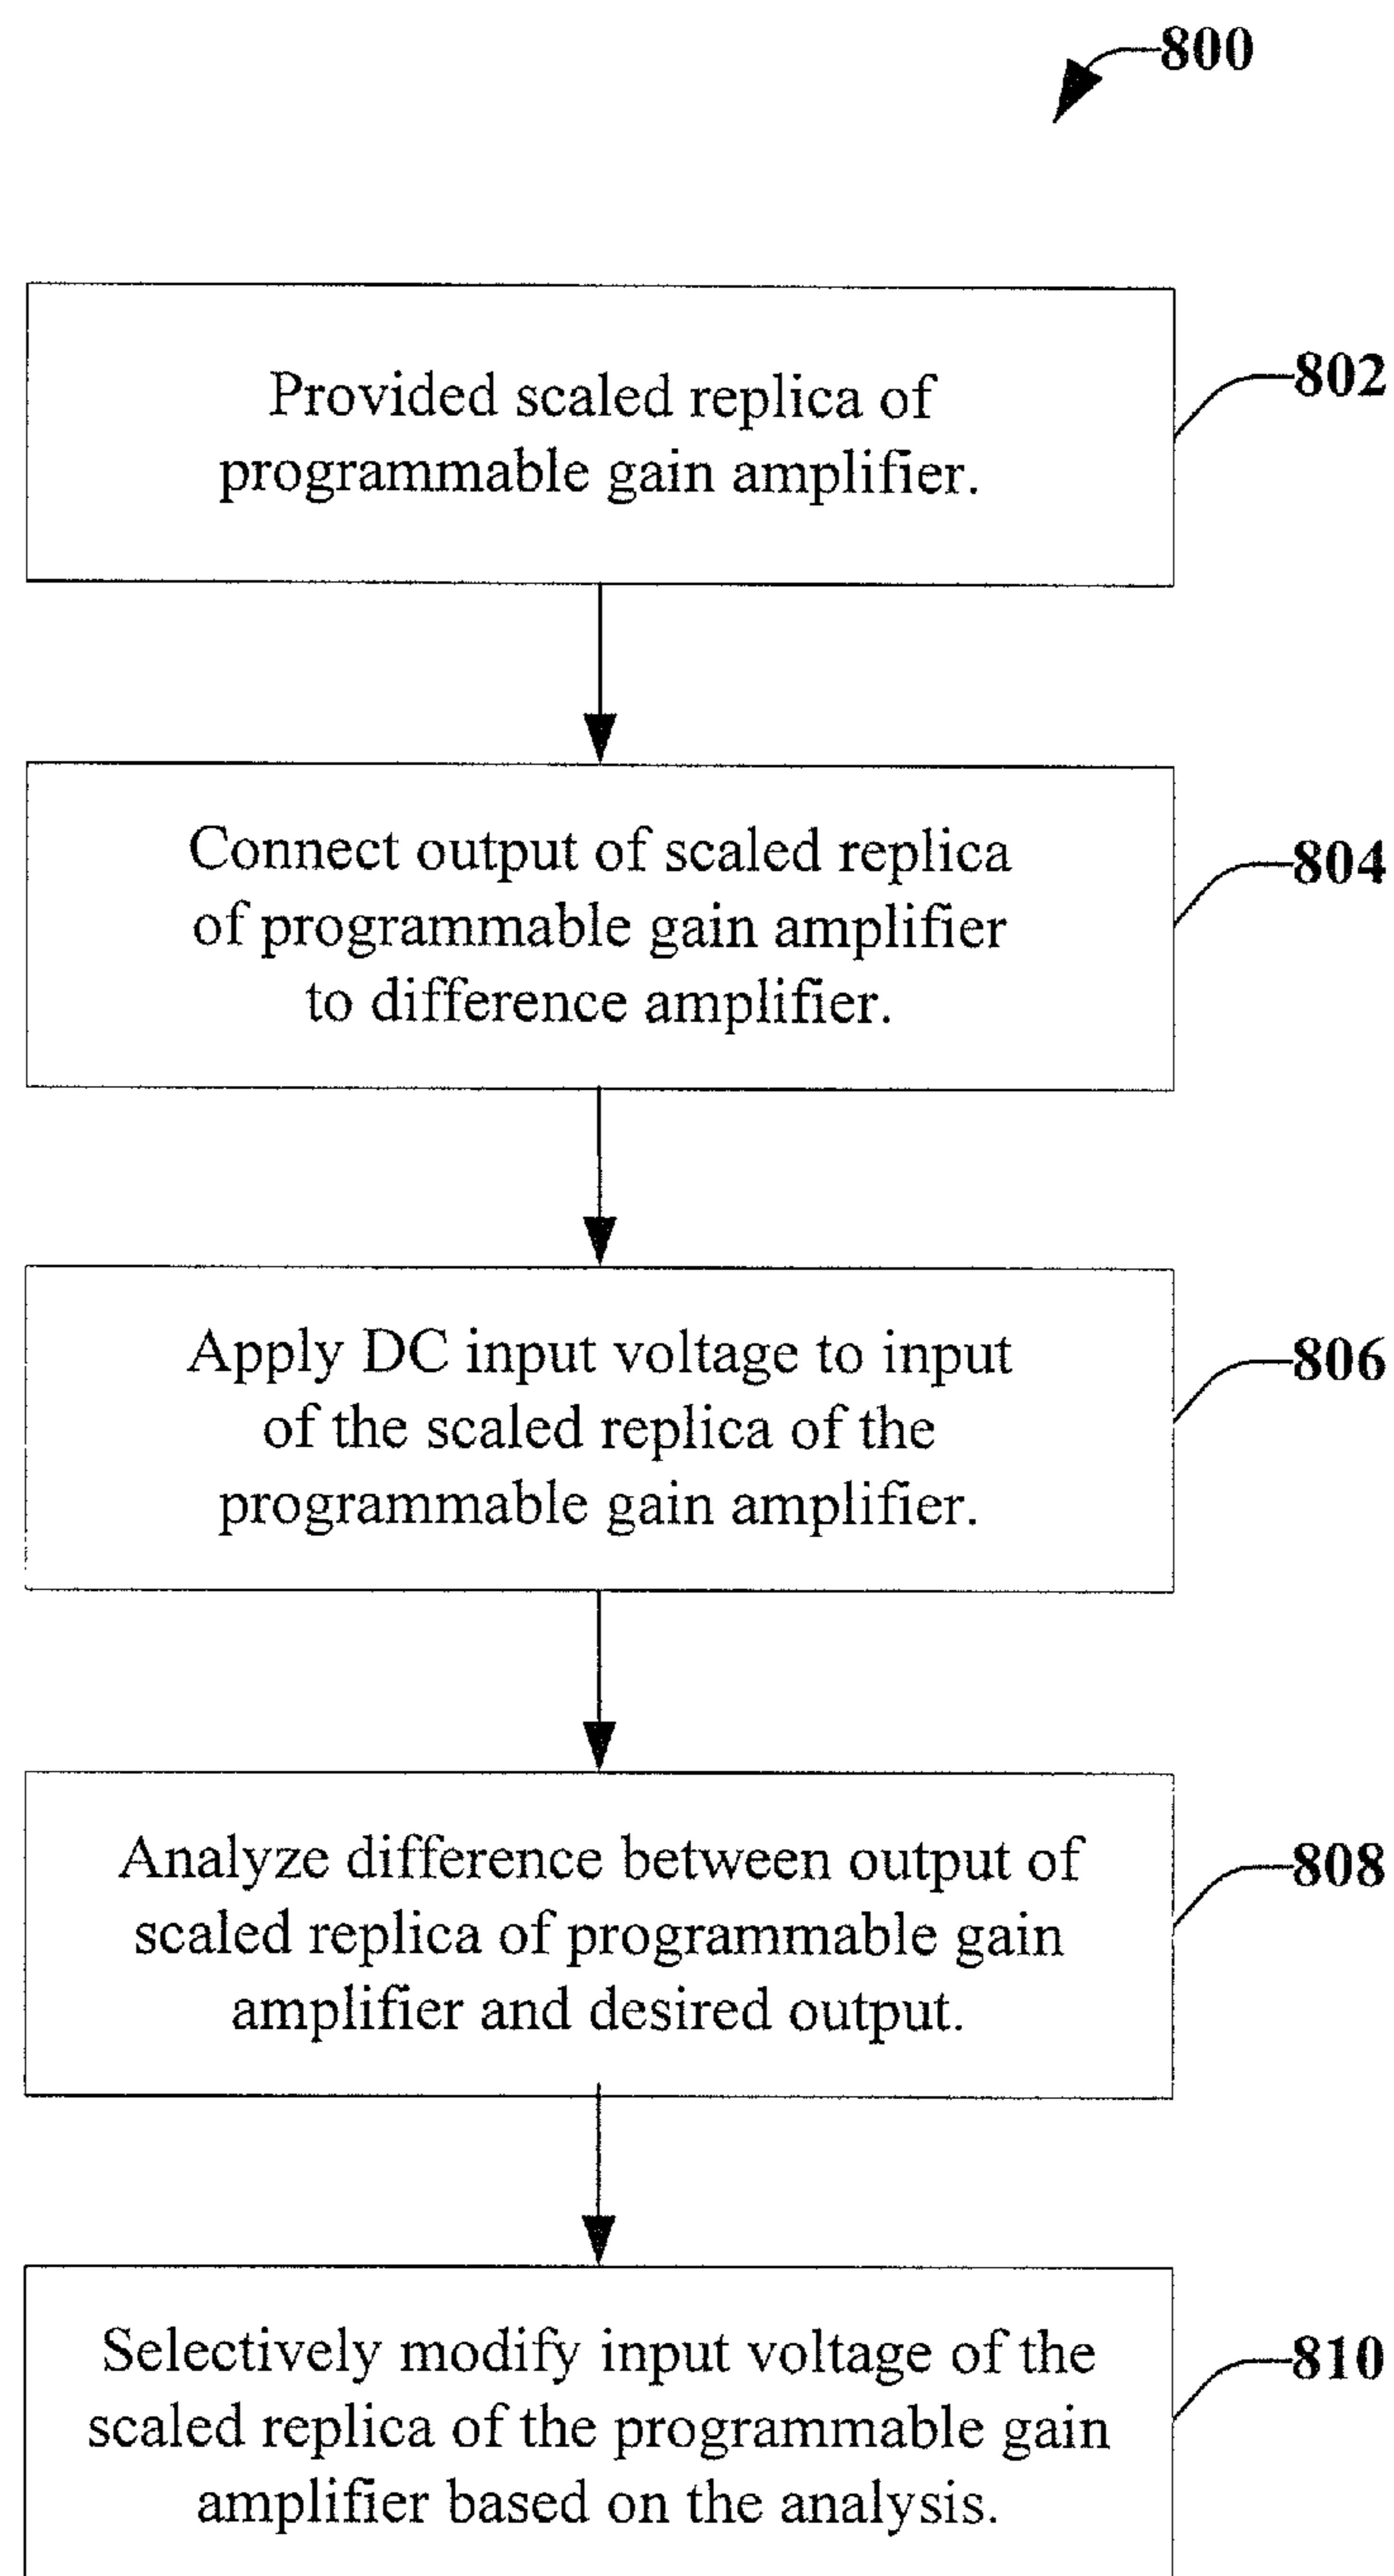 800
Provided scaled replica of
programmable gain amplifier.
802
Connect output of scaled replica
of programmable gain amplifier
to difference amplifier.
804
Apply DC input voltage to input
of the scaled replica of the
programmable gain amplifier.
806
Analyze difference between output of
scaled replica of programmable gain
amplifier and desired output.
808
Selectively modify input voltage of the
scaled replica of the programmable gain
amplifier based on the analysis.
810